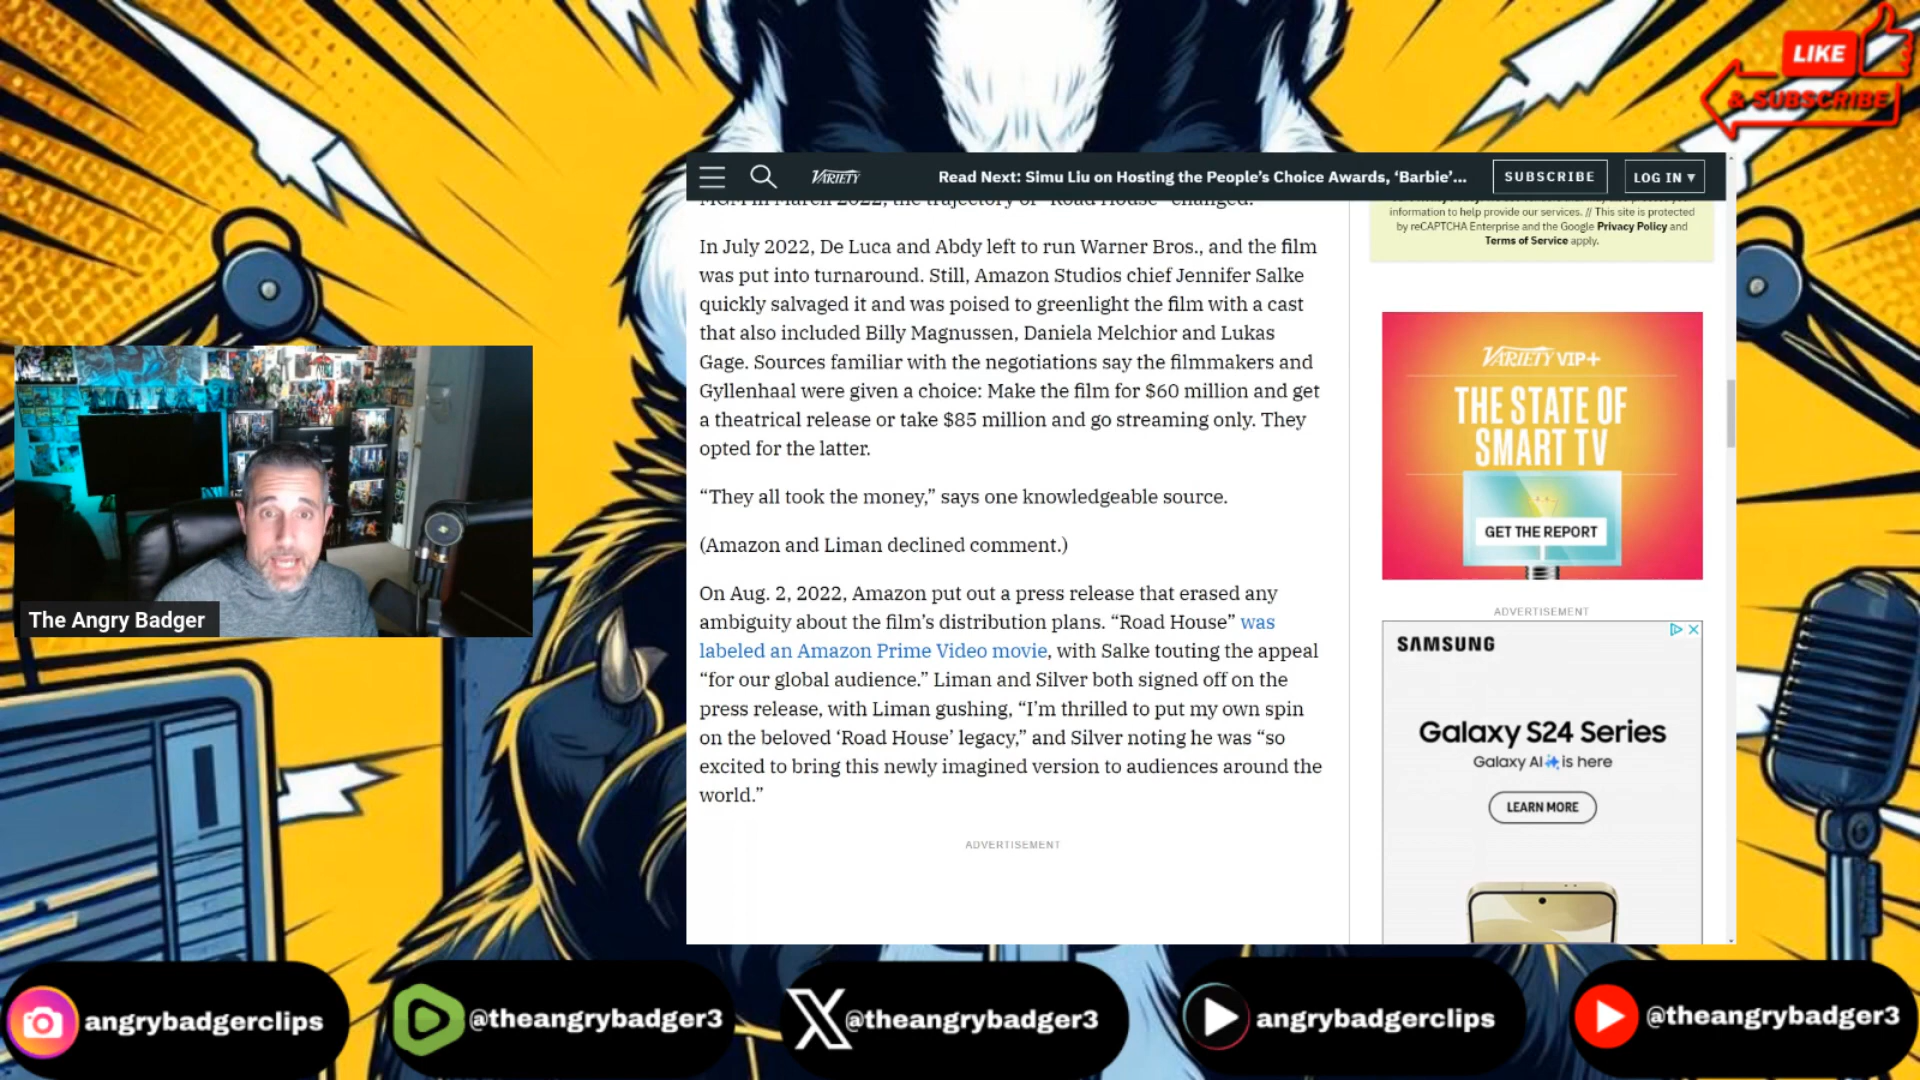 LIKE
& SUBSCRIBE
VARIETY
Read Next: Simu Liu on Hosting the People's Choice Awards, ‘Barbie’...
SUBSCRIBE
LOG IN ▾
MGM in March 2022, the trajectory of “Road House” changed.
In July 2022, De Luca and Abdy left to run Warner Bros., and the film
was put into turnaround. Still, Amazon Studios chief Jennifer Salke
quickly salvaged it and was poised to greenlight the film with a cast
that also included Billy Magnussen, Daniela Melchior and Lukas
Gage. Sources familiar with the negotiations say the filmmakers and
Gyllenhaal were given a choice: Make the film for $60 million and get
a theatrical release or take $85 million and go streaming only. They
opted for the latter.
“They all took the money,” says one knowledgeable source.
(Amazon and Liman declined comment.)
On Aug. 2, 2022, Amazon put out a press release that erased any
ambiguity about the film’s distribution plans. “Road House” was
labeled an Amazon Prime Video movie, with Salke touting the appeal
“for our global audience.” Liman and Silver both signed off on the
press release, with Liman gushing, “I’m thrilled to put my own spin
on the beloved ‘Road House’ legacy,” and Silver noting he was “so
excited to bring this newly imagined version to audiences around the
world.”
ADVERTISEMENT
information to help provide our services. // This site is protected
by reCAPTCHA Enterprise and the Google Privacy Policy and
Terms of Service apply.
VARIETY VIP+
THE STATE OF
SMART TV
GET THE REPORT
ADVERTISEMENT
SAMSUNG
Galaxy S24 Series
Galaxy AI is here
LEARN MORE
The Angry Badger
angrybadgerclips
@theangrybadger3
@theangrybadger3
angrybadgerclips
@theangrybadger3